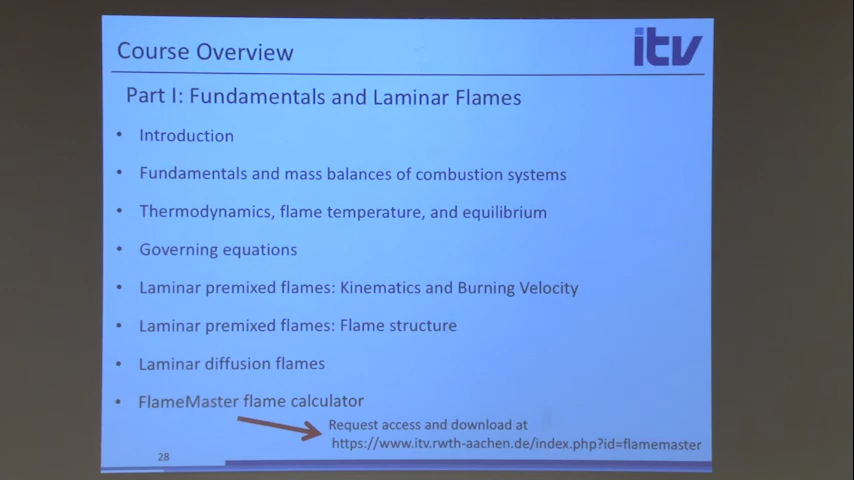 Course Overview
itv
Part I: Fundamentals and Laminar Flames
• Introduction
• Fundamentals and mass balances of combustion systems
• Thermodynamics, flame temperature, and equilibrium
• Governing equations
• Laminar premixed flames: Kinematics and Burning Velocity
• Laminar premixed flames: Flame structure
• Laminar diffusion flames
• FlameMaster flame calculator
Request access and download at
https://www.itv.rwth-aachen.de/index.php?id=flamemaster
28